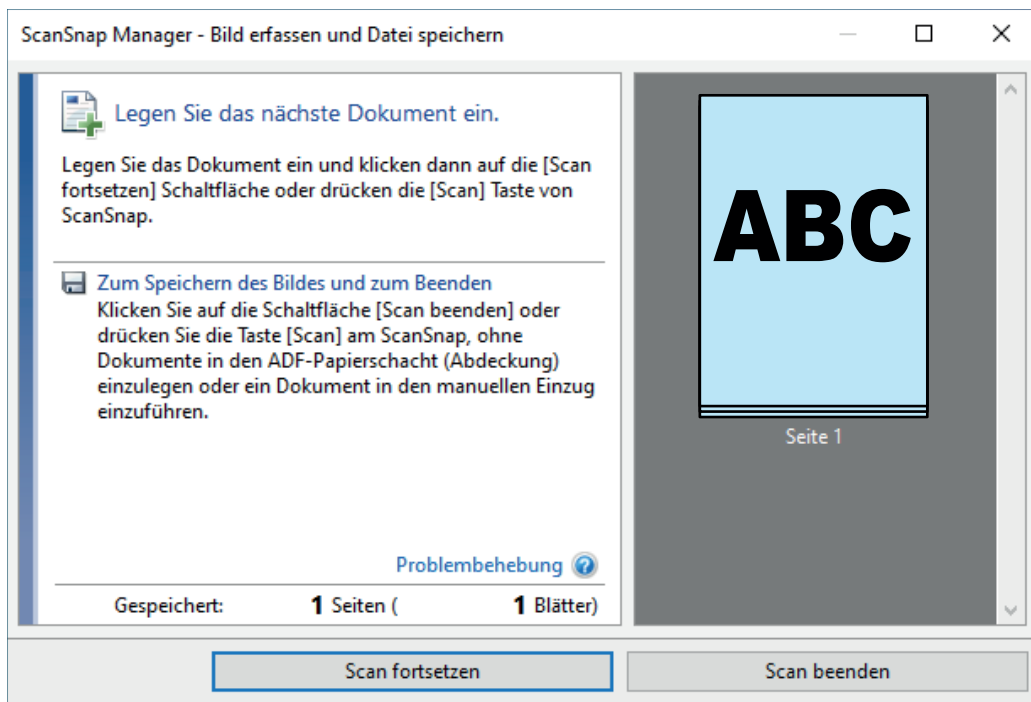 ScanSnap Manager - Bild erfassen und Datei speichern
Legen Sie das nächste Dokument ein.
Legen Sie das Dokument ein und klicken dann auf die [Scan
fortsetzen] Schaltfläche oder drücken die [Scan] Taste von
ScanSnap.
Zum Speichern des Bildes und zum Beenden
Klicken Sie auf die Schaltfläche [Scan beenden] oder
drücken Sie die Taste [Scan] am ScanSnap, ohne
Dokumente in den ADF-Papierschacht (Abdeckung)
einzulegen oder ein Dokument in den manuellen Einzug
einzuführen.
Problembehebung
Gespeichert: 1 Seiten ( 1 Blätter)
ABC
Seite 1
Scan fortsetzen
Scan beenden